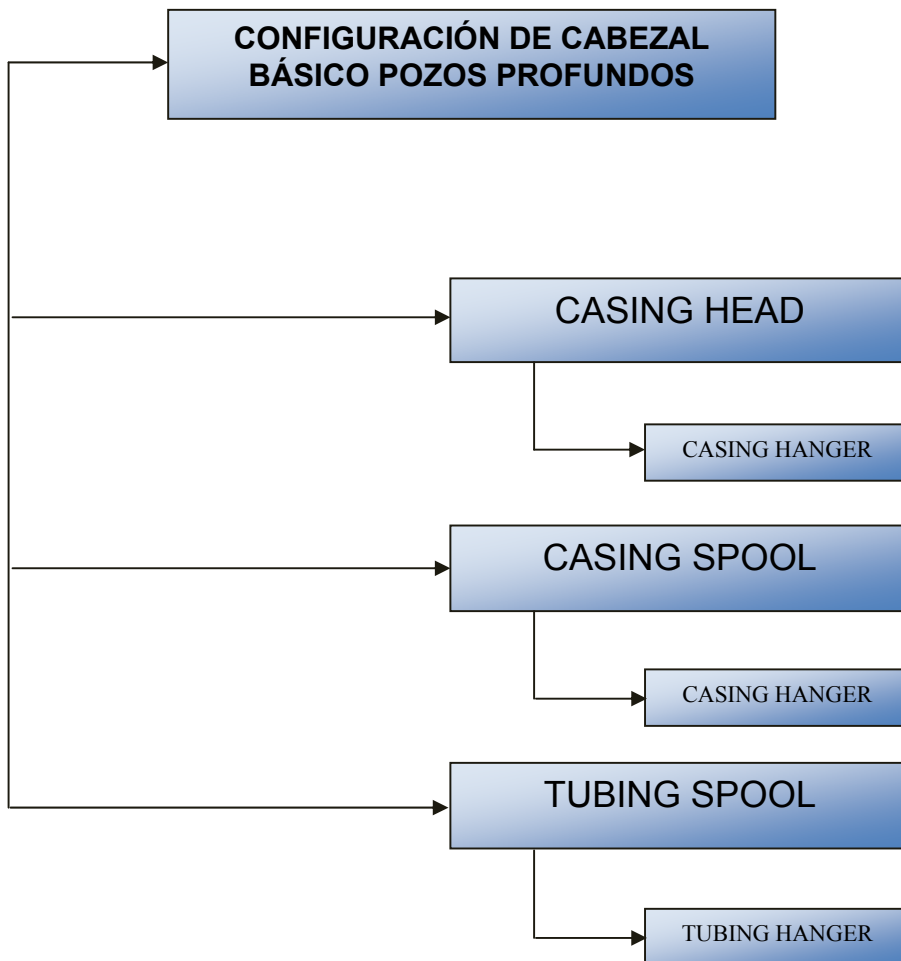 CONFIGURACIÓN DE CABEZAL
BÁSICO POZOS PROFUNDOS
CASING HEAD
CASING HANGER
CASING SPOOL
CASING HANGER
TUBING SPOOL
TUBING HANGER